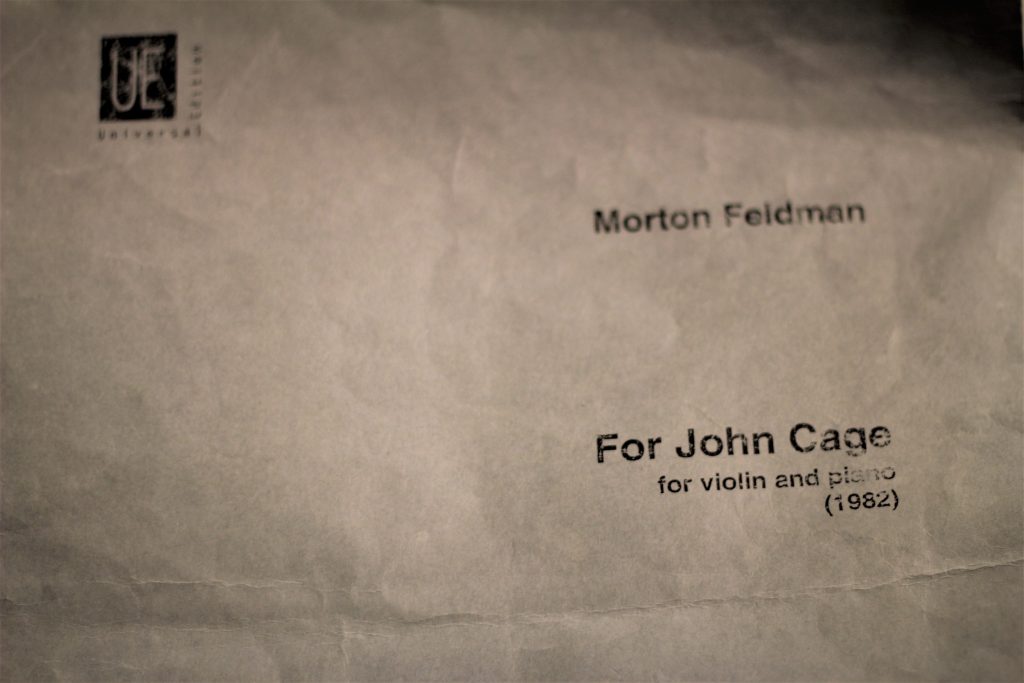 UE
Universal
Edition
Morton Feldman
For John Cage
for violin and piano
(1982)